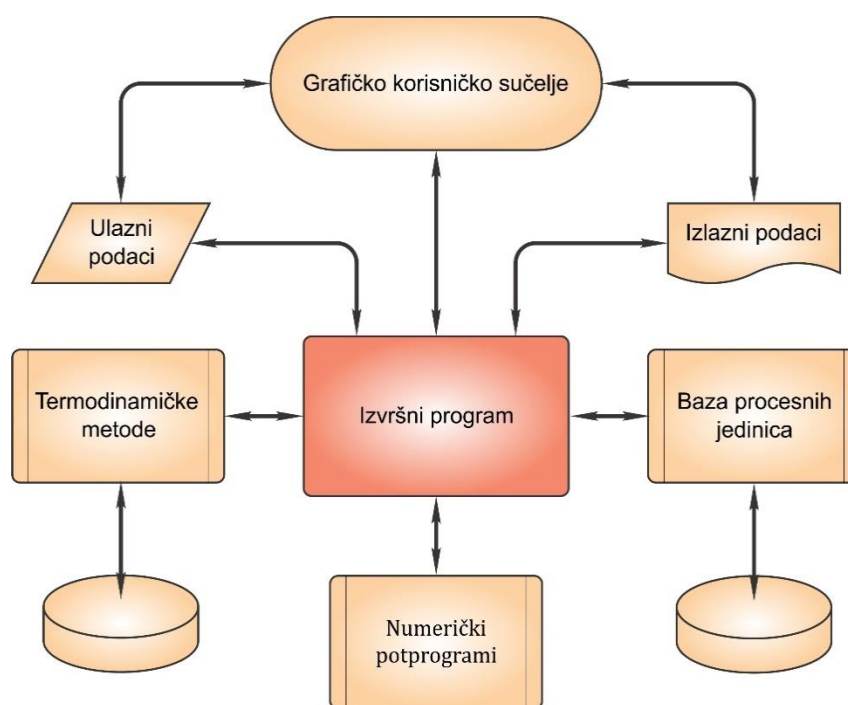 Grafičko korisničko sučelje
Ulazni
podaci
Izlazni podaci
Termodinamičke
metode
Izvršni program
Baza procesnih
jedinica
Numerički
potprogrami